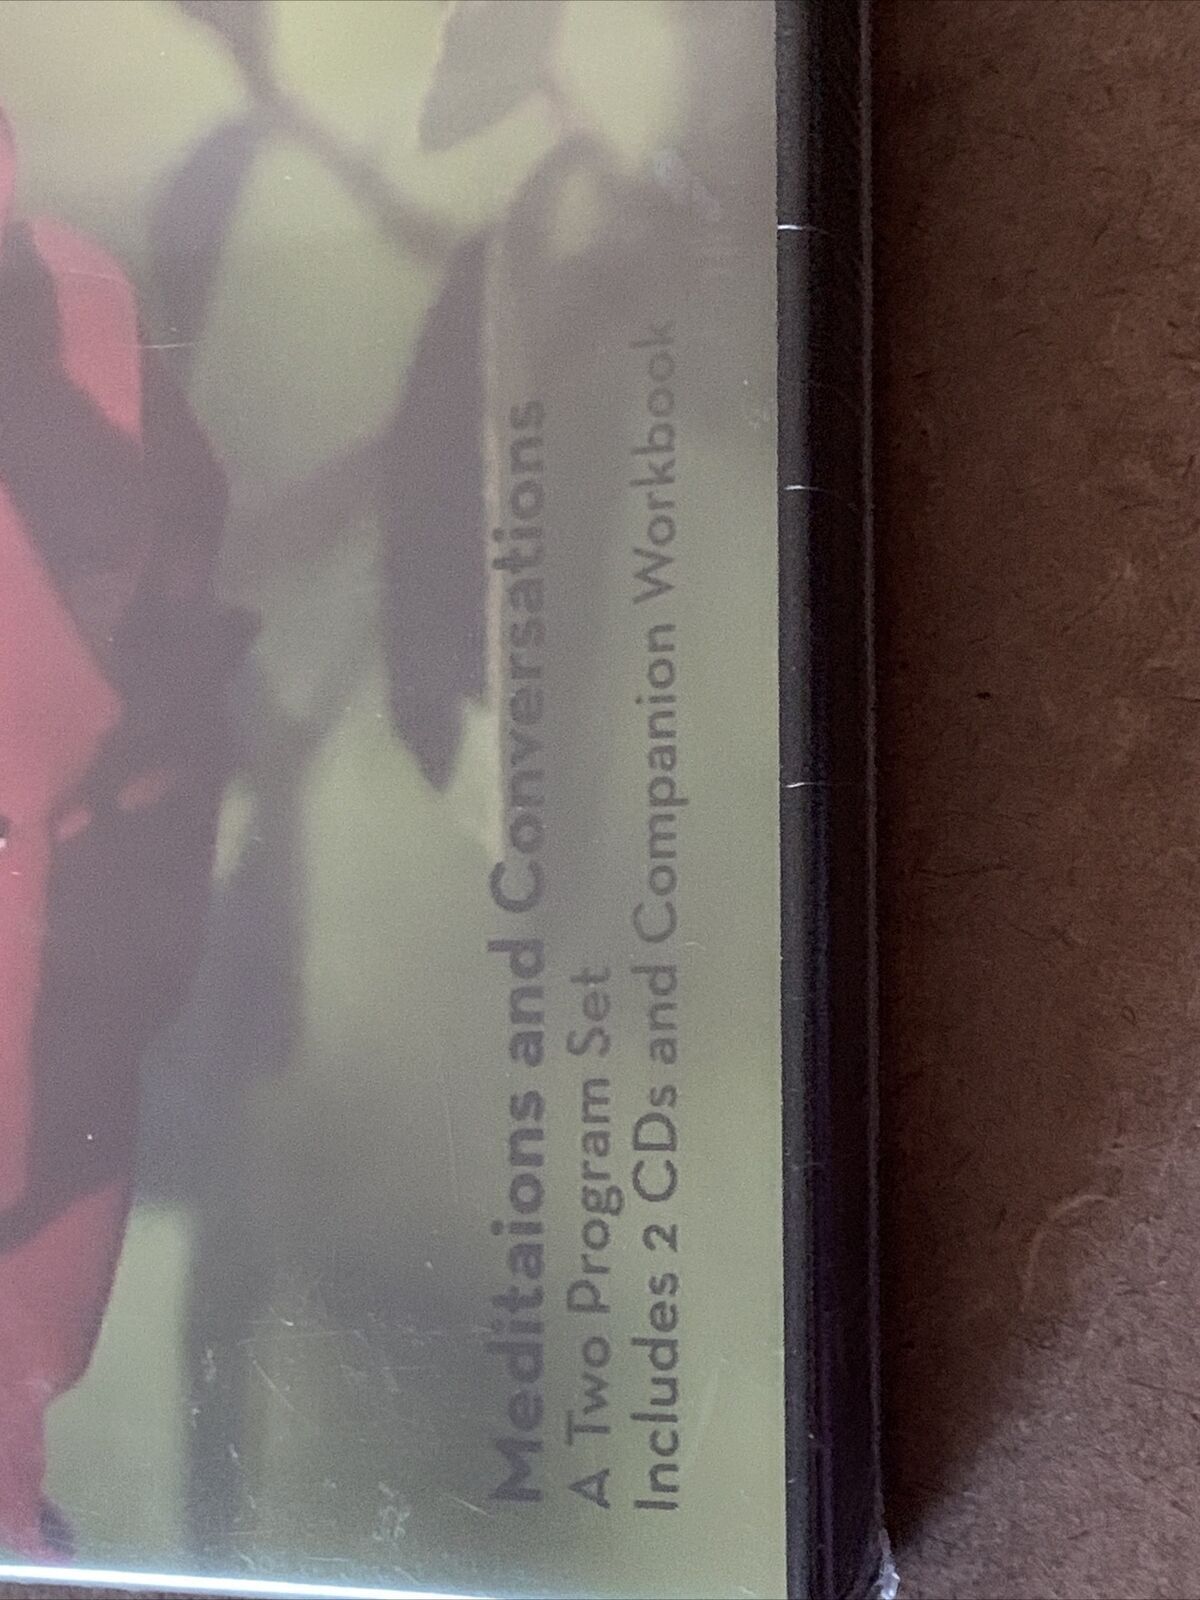 Meditaions and Conversations
A Two Program Set
Includes 2 CDs and Companion Workbook